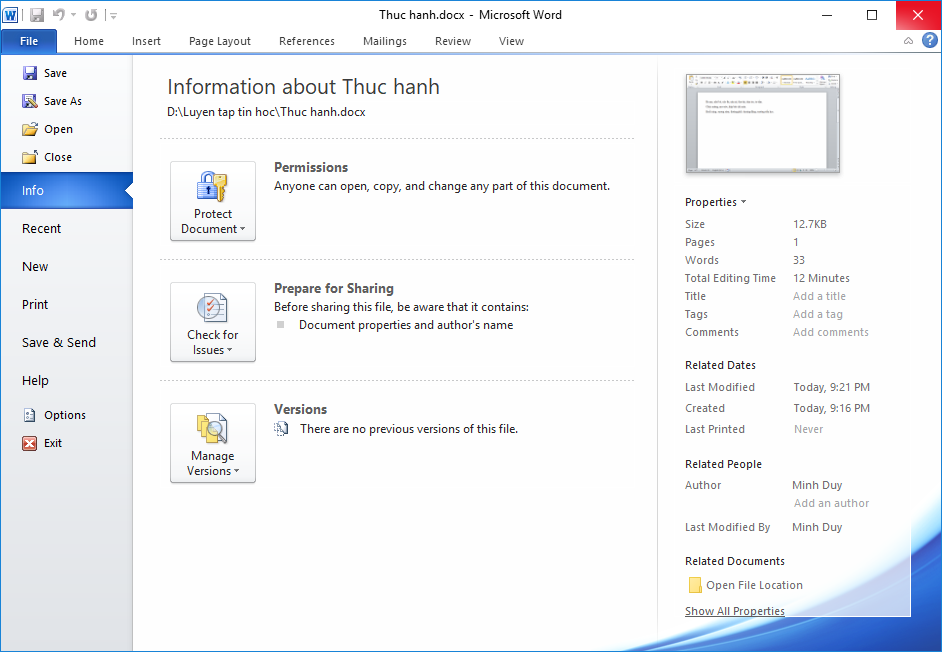 Thuc hanh.docx - Microsoft Word
File Home Insert Page Layout References Mailings Review View
Save
Save As
Open
Close
Info
Recent
New
Print
Save & Send
Help
Options
Exit
Information about Thuc hanh
D:\Luyen tap tin hoc\Thuc hanh.docx
Protect
Document
Permissions
Anyone can open, copy, and change any part of this document.
Check for
Issues
Prepare for Sharing
Before sharing this file, be aware that it contains:
Document properties and author's name
Manage
Versions
Versions
There are no previous versions of this file.
Properties
Size 12.7KB
Pages 1
Words 33
Total Editing Time 12 Minutes
Title Add a title
Tags Add a tag
Comments Add comments
Related Dates
Last Modified Today, 9:21 PM
Created Today, 9:16 PM
Last Printed Never
Related People
Author Minh Duy
Add an author
Last Modified By Minh Duy
Related Documents
Open File Location
Show All Properties